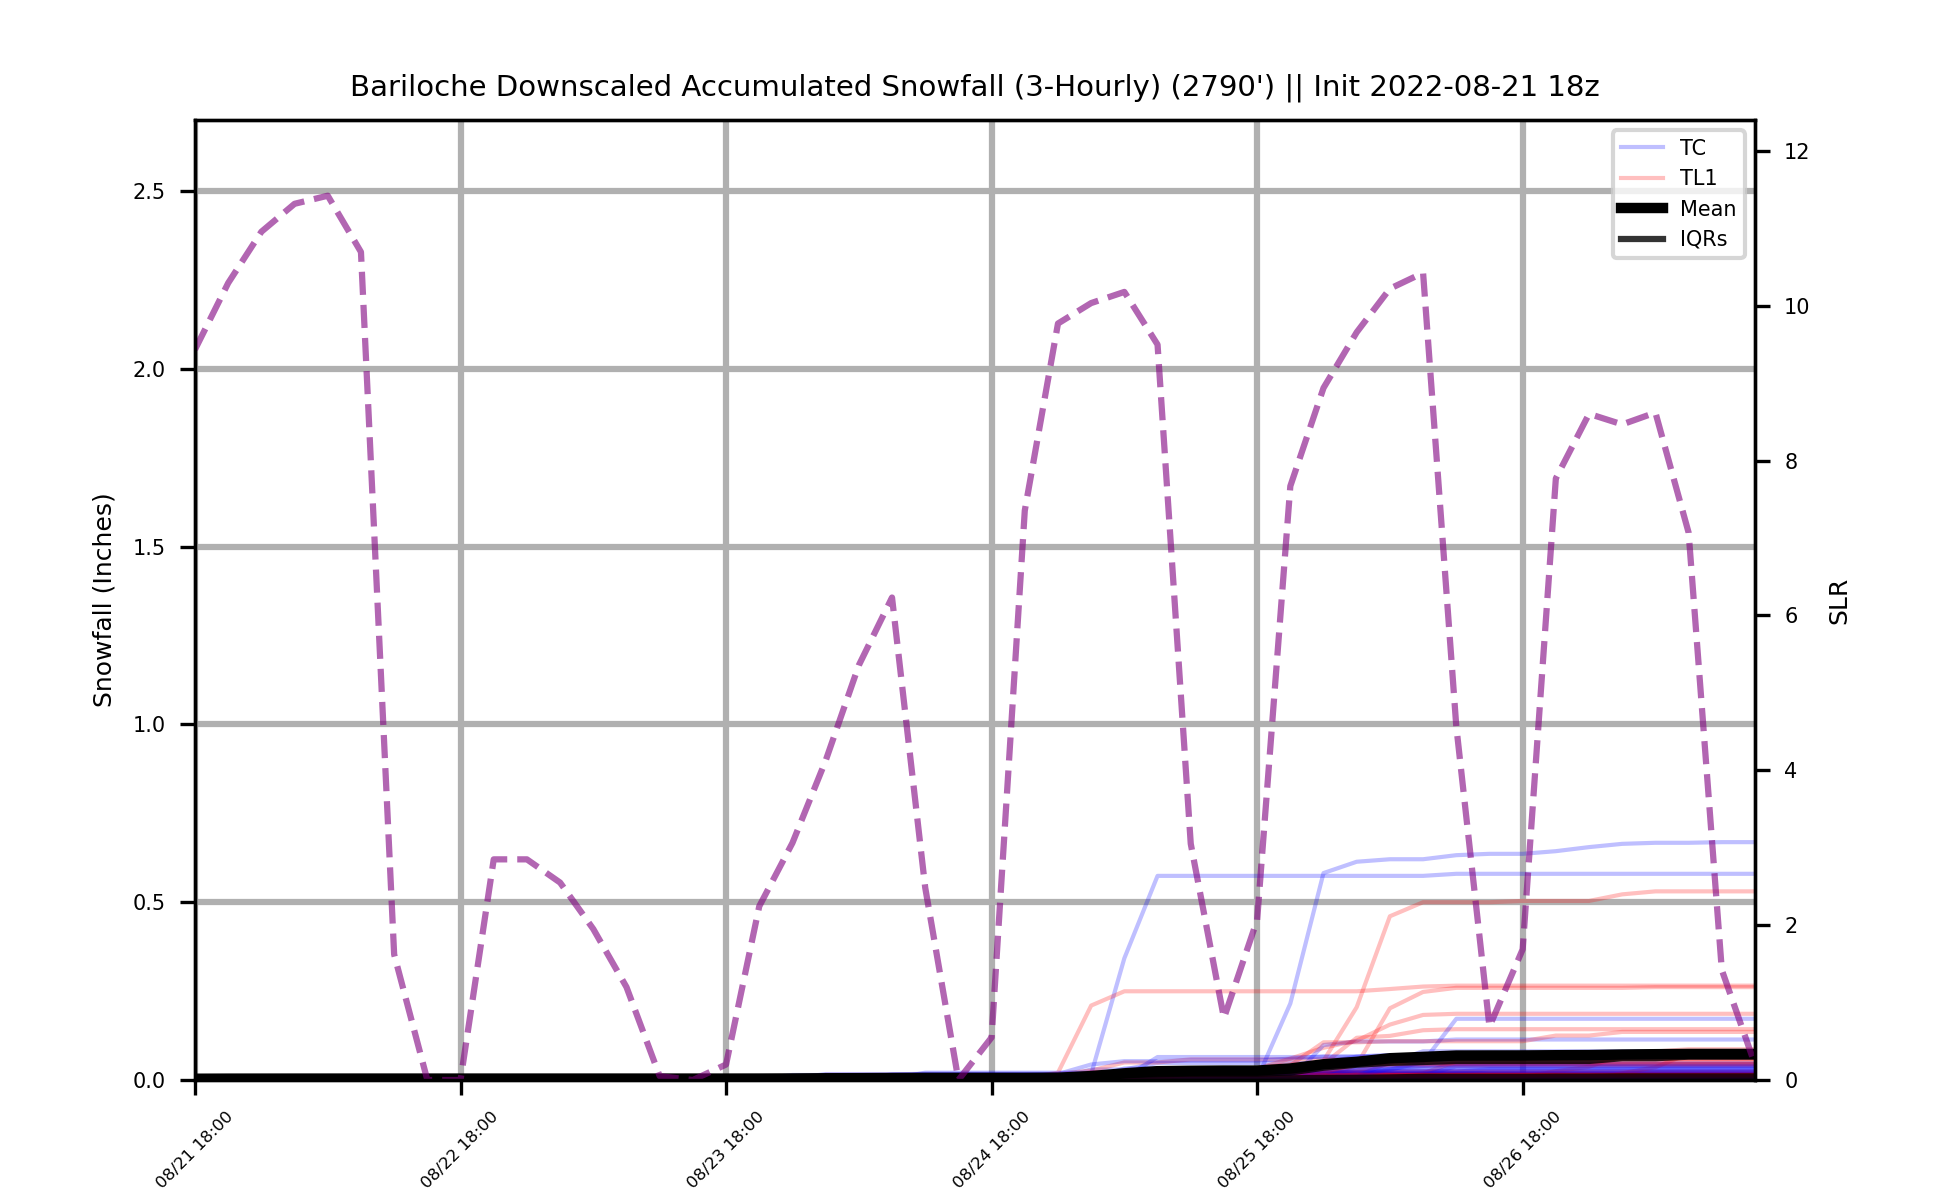 Bariloche Downscaled Accumulated Snowfall (3-Hourly) (2790') || Init 2022-08-21 18z
TC
TL1
Mean
IQRs
Snowfall (Inches)
2.5
2.0
1.5
1.0
0.5
0.0
12
10
8
6
4
2
0
SLR
08/21 18:00
08/22 18:00
08/23 18:00
08/24 18:00
08/25 18:00
08/26 18:00